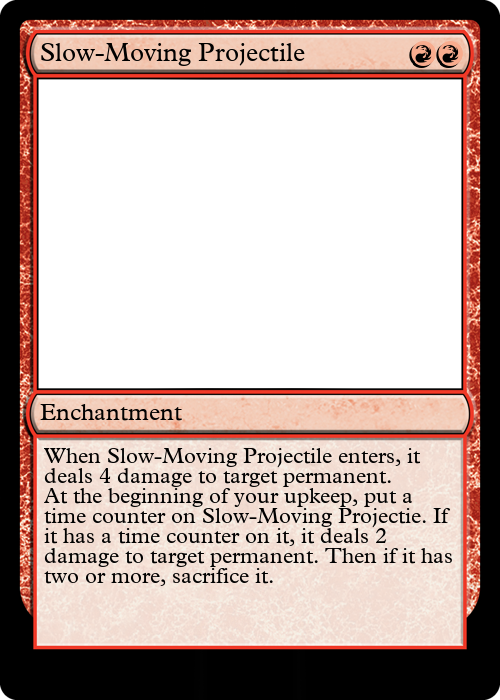 Slow-Moving Projectile
Enchantment
When Slow-Moving Projectile enters, it
deals 4 damage to target permanent.
At the beginning of your upkeep, put a
time counter on Slow-Moving Projectie. If
it has a time counter on it, it deals 2
damage to target permanent. Then if it has
two or more, sacrifice it.